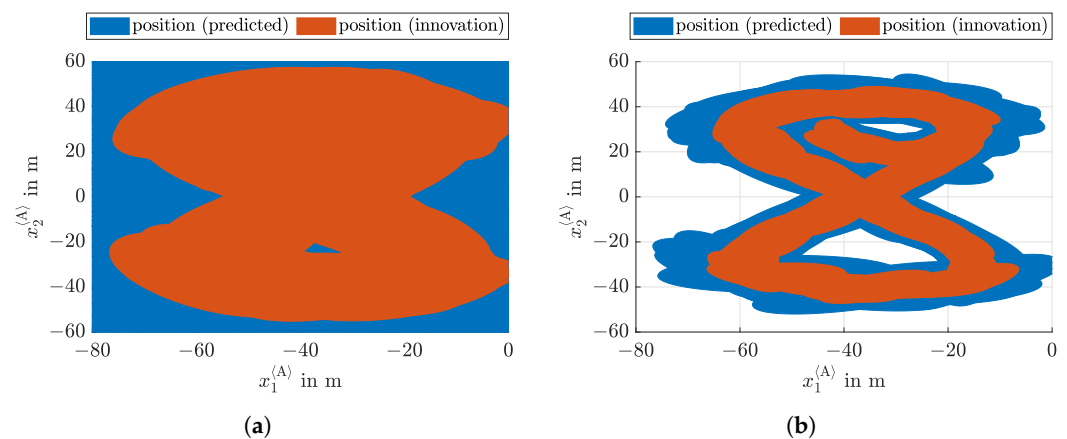 position (predicted) position (innovation)
60
40
20
0
−20
−40
−60
−80 −60 −40 −20 0
x₂⟨A⟩ in m
x₁⟨A⟩ in m
(a)
position (predicted) position (innovation)
60
40
20
0
−20
−40
−60
−80 −60 −40 −20 0
x₂⟨A⟩ in m
x₁⟨A⟩ in m
(b)